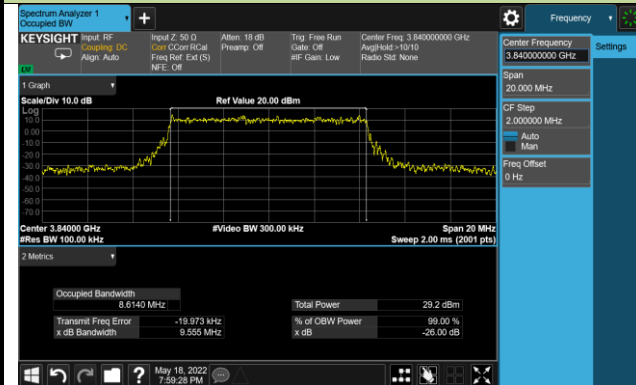 Spectrum Analyzer 1
Occupied BW
+
Frequency
KEYSIGHT
Input: RF
Coupling: DC
Align: Auto
Input Z: 50 Ω
Corr CCorr RCal
Freq Ref: Ext (S)
NFE: Off
Atten: 18 dB
Preamp: Off
Trig: Free Run
Gate: Off
#IF Gain: Low
Center Freq: 3.840000000 GHz
Avg|Hold:>10/10
Radio Std: None
Center Frequency
3.840000000 GHz
Settings
Span
20.000 MHz
CF Step
2.000000 MHz
Auto
Man
Freq Offset
0 Hz
1 Graph
Scale/Div 10.0 dB
Ref Value 20.00 dBm
Log
10.0
0.00
-10.0
-20.0
-30.0
-40.0
-50.0
-60.0
-70.0
Center 3.84000 GHz
#Video BW 300.00 kHz
Span 20 MHz
#Res BW 100.00 kHz
Sweep 2.00 ms (2001 pts)
2 Metrics
Occupied Bandwidth
8.6140 MHz
Total Power
29.2 dBm
Transmit Freq Error
-19.973 kHz
% of OBW Power
99.00 %
x dB Bandwidth
9.555 MHz
x dB
-26.00 dB
?
May 18, 2022
7:59:28 PM